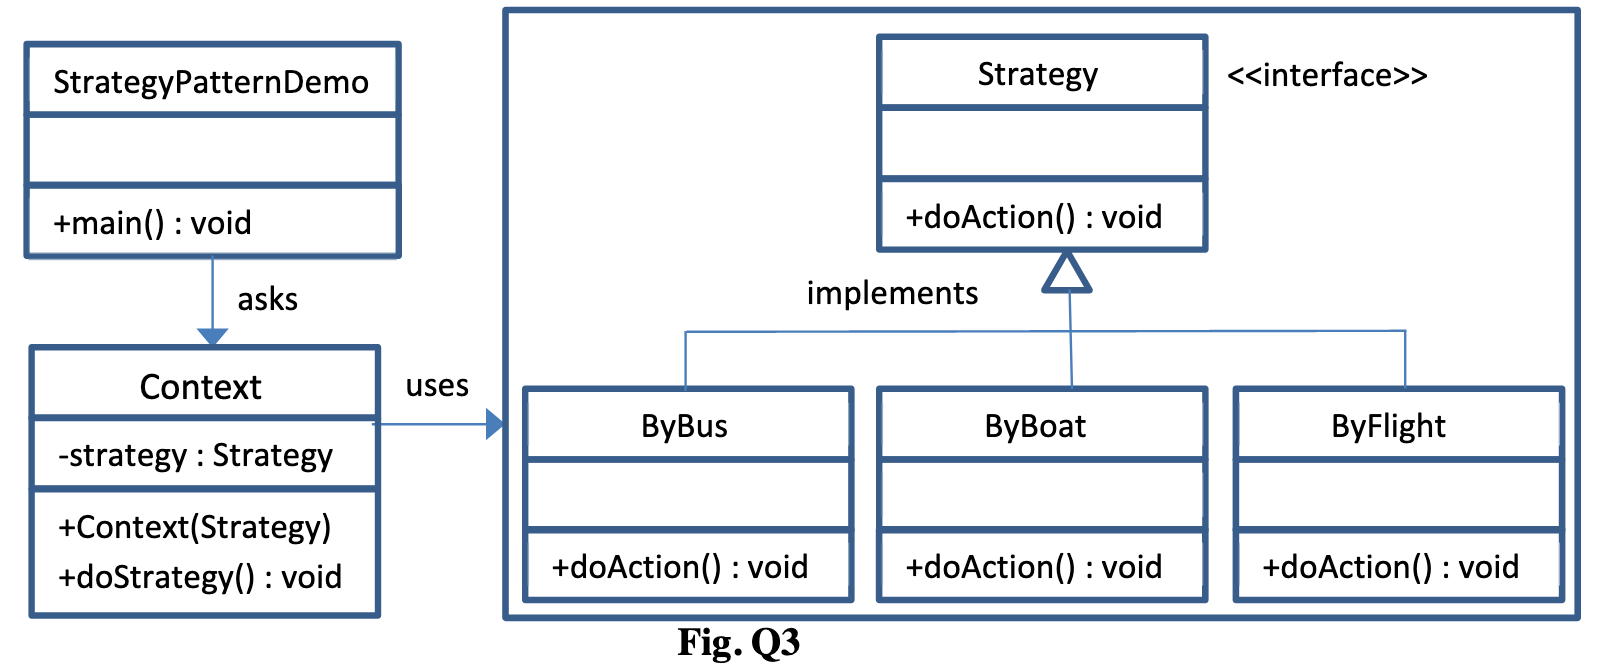 StrategyPatternDemo
+main() : void
asks
Context
-strategy : Strategy
+Context(Strategy)
+doStrategy() : void
uses
Strategy
<<interface>>
+doAction() : void
implements
ByBus
+doAction() : void
ByBoat
+doAction() : void
ByFlight
+doAction() : void
Fig. Q3